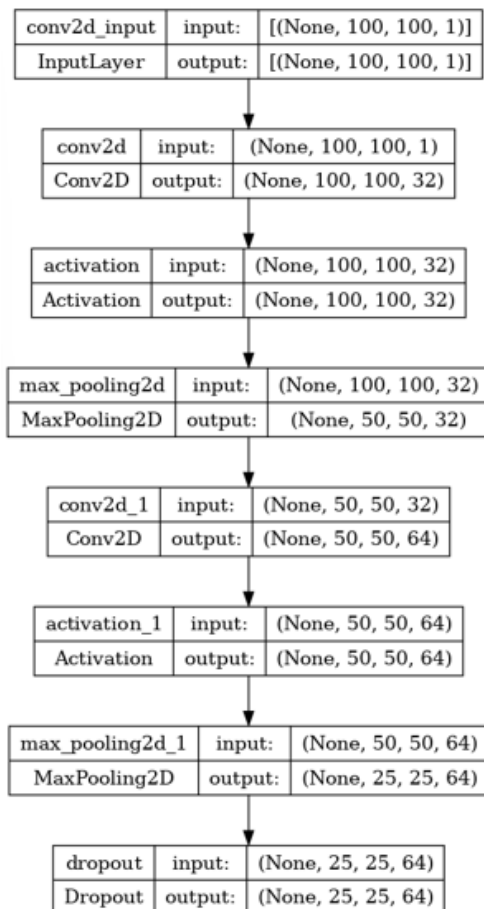 conv2d_input input: [(None, 100, 100, 1)]
InputLayer output: [(None, 100, 100, 1)]
conv2d input: (None, 100, 100, 1)
Conv2D output: (None, 100, 100, 32)
activation input: (None, 100, 100, 32)
Activation output: (None, 100, 100, 32)
max_pooling2d input: (None, 100, 100, 32)
MaxPooling2D output: (None, 50, 50, 32)
conv2d_1 input: (None, 50, 50, 32)
Conv2D output: (None, 50, 50, 64)
activation_1 input: (None, 50, 50, 64)
Activation output: (None, 50, 50, 64)
max_pooling2d_1 input: (None, 50, 50, 64)
MaxPooling2D output: (None, 25, 25, 64)
dropout input: (None, 25, 25, 64)
Dropout output: (None, 25, 25, 64)